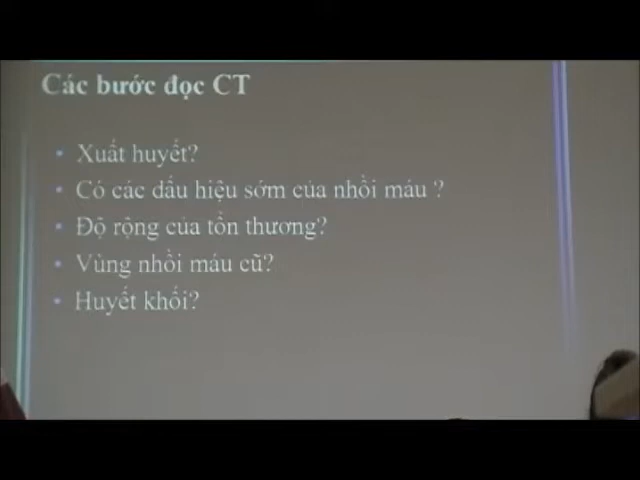 Các bước đọc CT
• Xuất huyết?
• Có các dấu hiệu sớm của nhồi máu ?
• Độ rộng của tổn thương?
• Vùng nhồi máu cũ?
• Huyết khối?